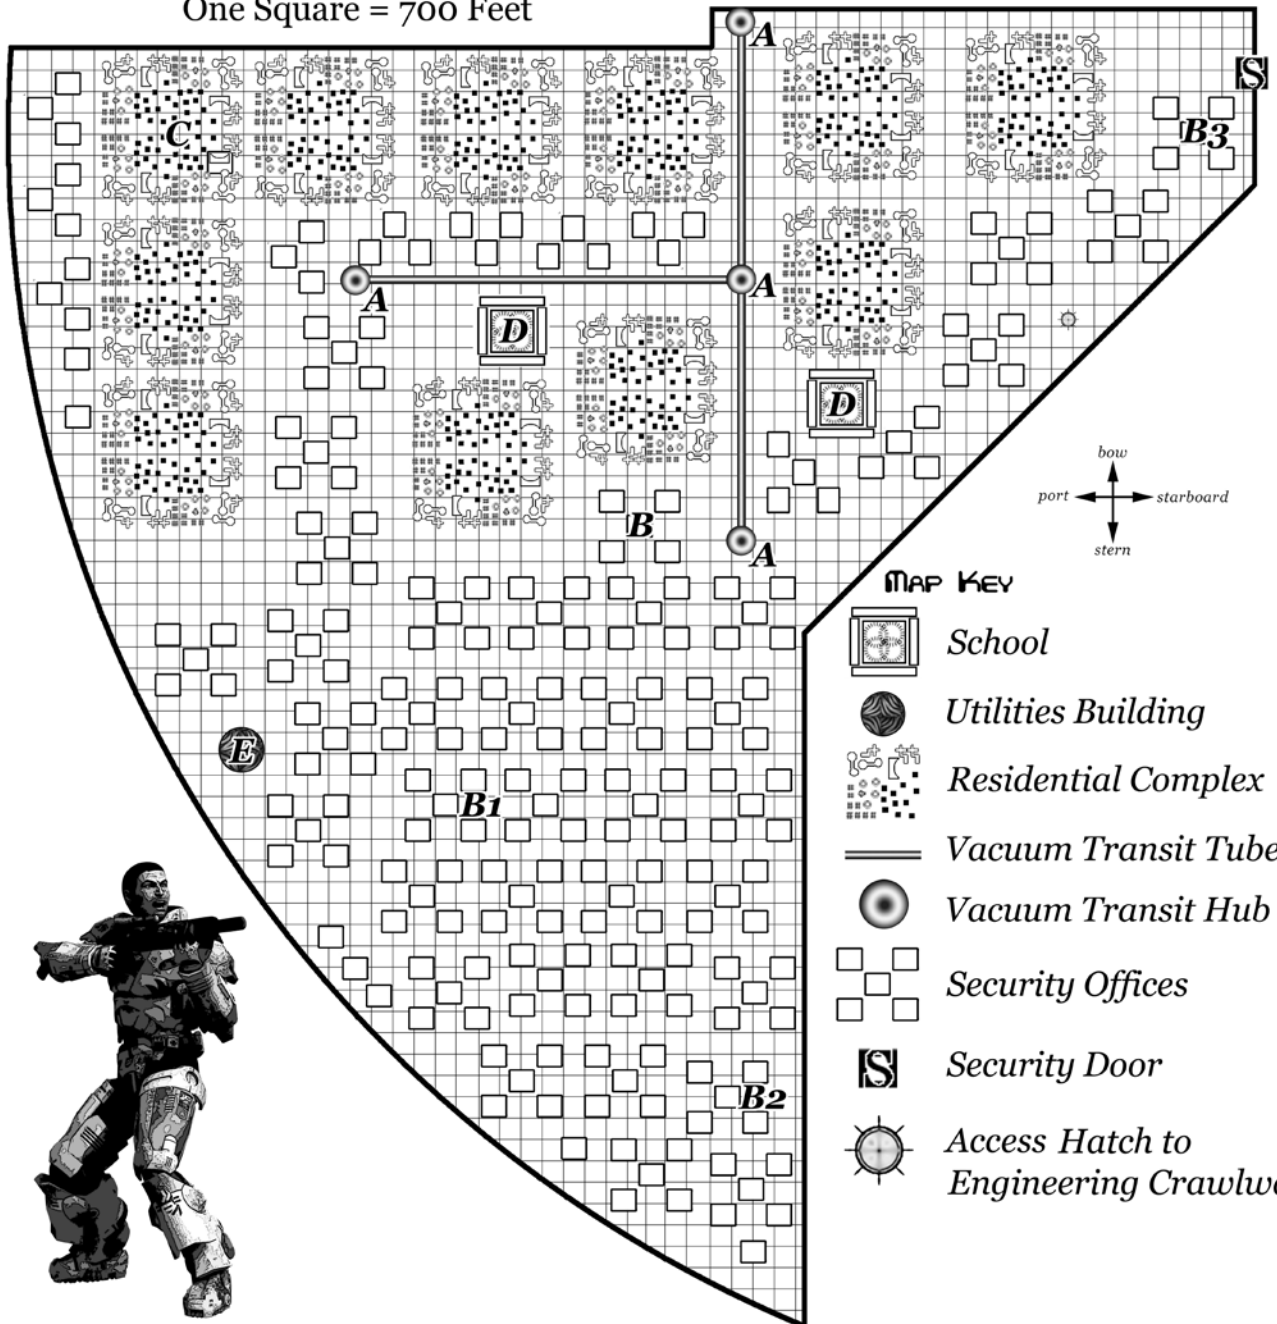 One Square = 700 Feet
A
S
C
B3
A
A
D
D
bow
port
starboard
stern
B
A
Map Key
School
E
Utilities Building
Residential Complex
B1
Vacuum Transit Tube
Vacuum Transit Hub
Security Offices
S
Security Door
B2
Access Hatch to
Engineering Crawlwa